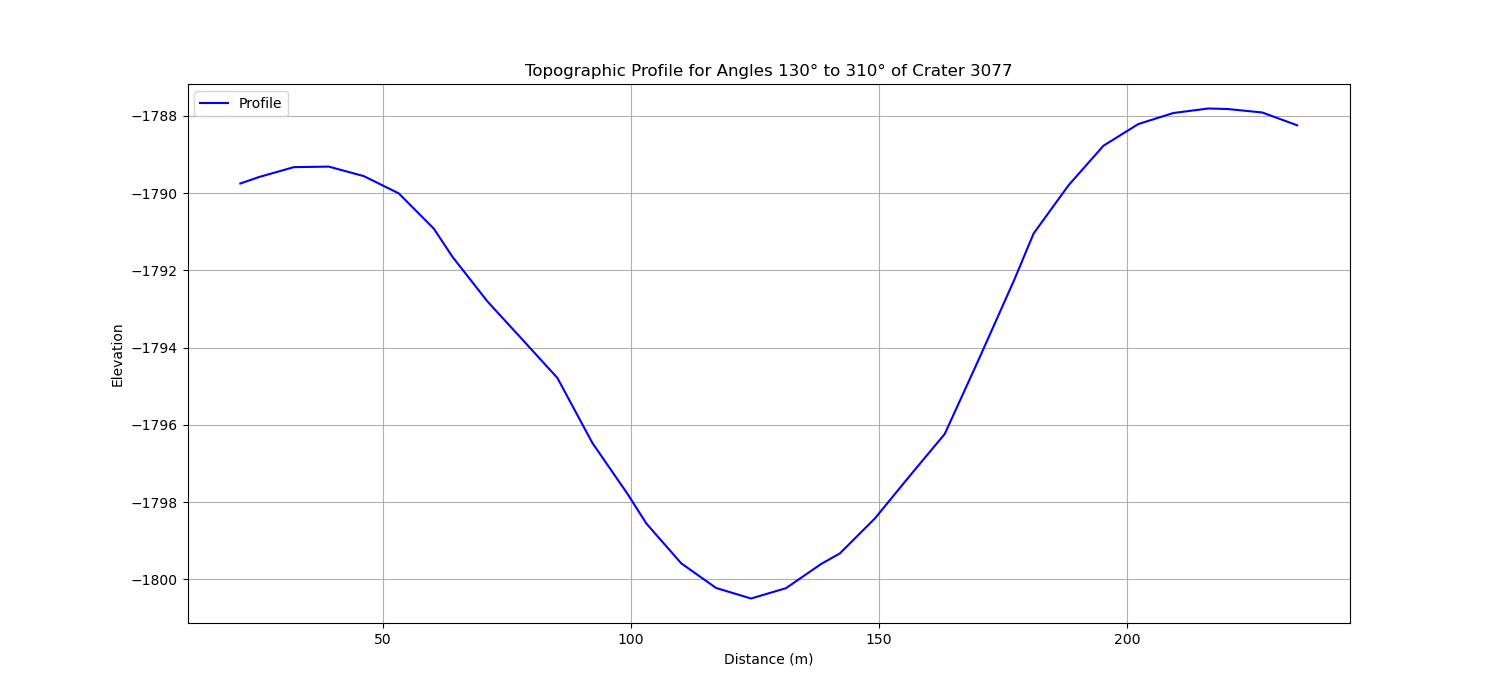 Topographic Profile for Angles 130° to 310° of Crater 3077
Profile
−1788
−1790
−1792
−1794
−1796
−1798
−1800
Elevation
50
100
150
200
Distance (m)